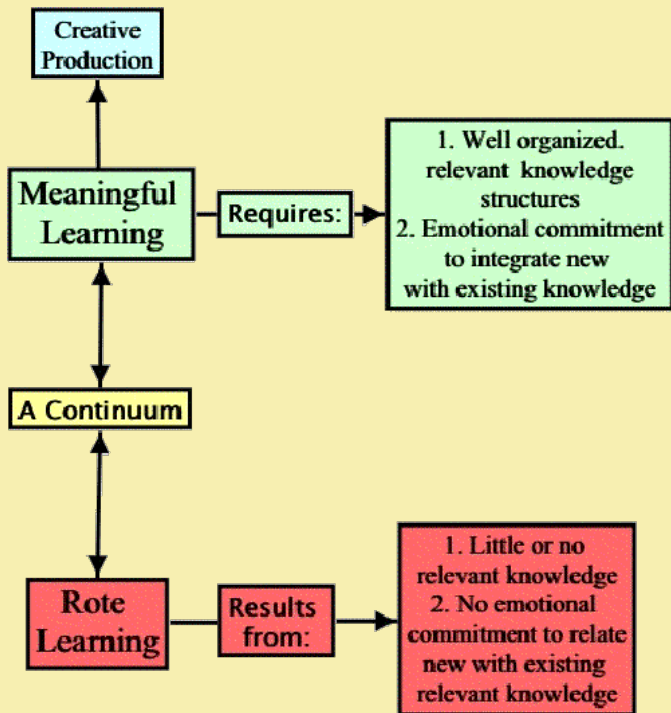 Creative
Production
Meaningful
Learning
Requires:
1. Well organized.
relevant knowledge
structures
2. Emotional commitment
to integrate new
with existing knowledge
A Continuum
Rote
Learning
Results
from:
1. Little or no
relevant knowledge
2. No emotional
commitment to relate
new with existing
relevant knowledge